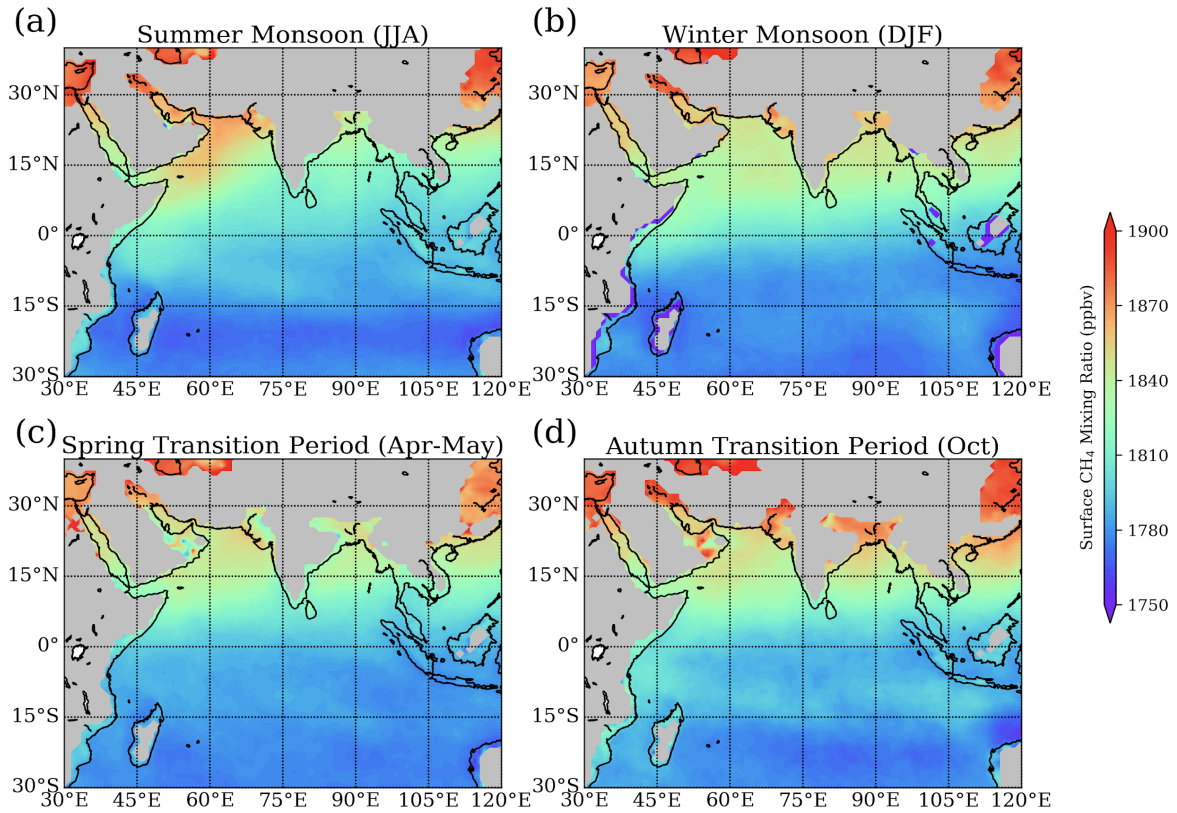 (a)
Summer Monsoon (JJA)
30°N
15°N
0°
15°S
30°S
30°E 45°E 60°E 75°E 90°E 105°E 120°E
(b)
Winter Monsoon (DJF)
30°N
15°N
0°
15°S
30°S
30°E 45°E 60°E 75°E 90°E 105°E 120°E
(c)
Spring Transition Period (Apr-May)
30°N
15°N
0°
15°S
30°S
30°E 45°E 60°E 75°E 90°E 105°E 120°E
(d)
Autumn Transition Period (Oct)
30°N
15°N
0°
15°S
30°S
30°E 45°E 60°E 75°E 90°E 105°E 120°E
Surface CH₄ Mixing Ratio (ppbv)
1900
1870
1840
1810
1780
1750